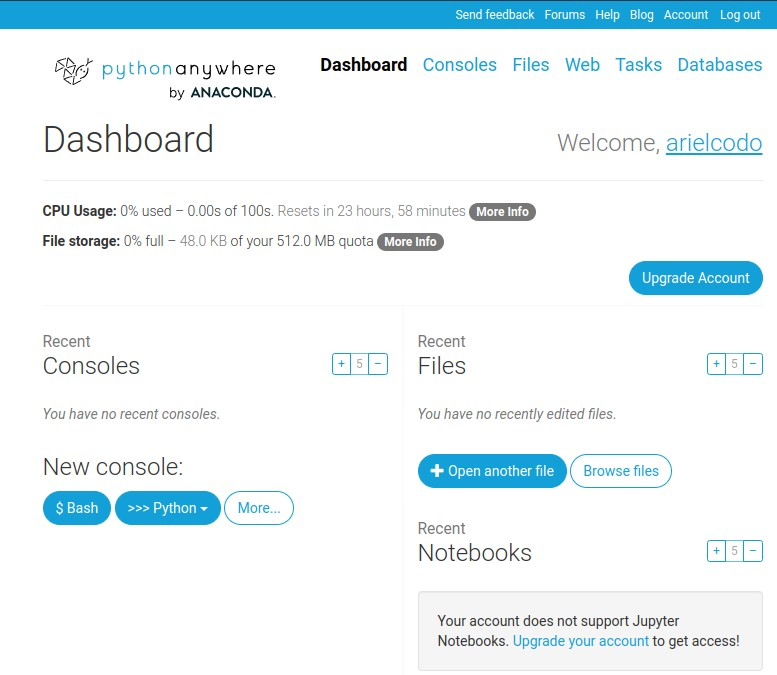 Send feedback Forums Help Blog Account Log out
pythonanywhere
by ANACONDA.
Dashboard Consoles Files Web Tasks Databases
Dashboard
Welcome, arielcodo
CPU Usage: 0% used – 0.00s of 100s. Resets in 23 hours, 58 minutes More Info
File storage: 0% full – 48.0 KB of your 512.0 MB quota More Info
Upgrade Account
Recent
Consoles
+ 5 −
You have no recent consoles.
New console:
$ Bash >>> Python More...
Recent
Files
+ 5 −
You have no recently edited files.
+ Open another file Browse files
Recent
Notebooks
+ 5 −
Your account does not support Jupyter
Notebooks. Upgrade your account to get access!